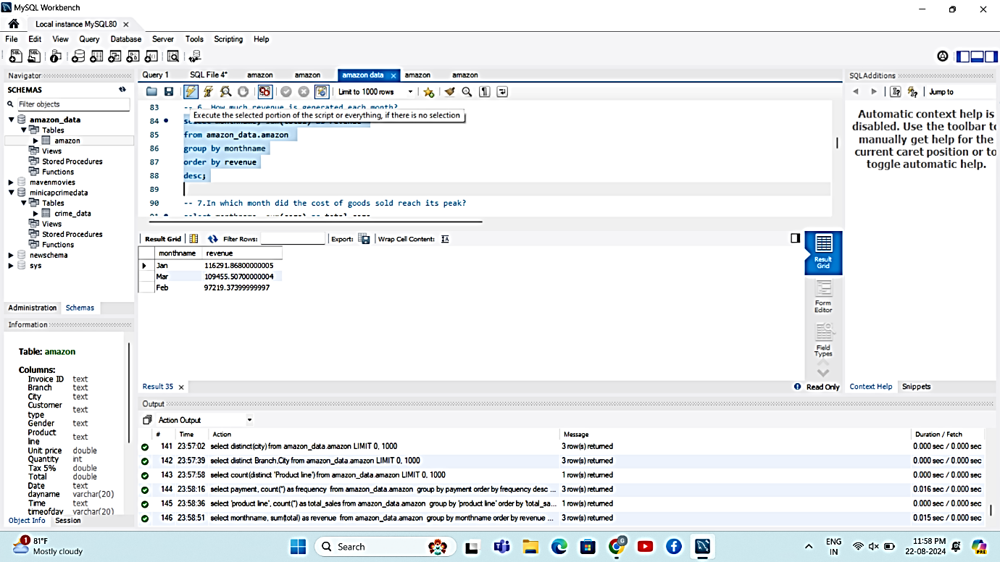 MySQL Workbench
Local instance MySQL80
File Edit View Query Database Server Tools Scripting Help
Navigator
SCHEMAS
Filter objects
amazon_data
Tables
amazon
Views
Stored Procedures
Functions
mavenmovies
minicapcrimedata
Tables
crime_data
Views
Stored Procedures
Functions
newschema
sys
Administration Schemas
Information
Table: amazon
Columns:
Invoice ID text
Branch text
City text
Customer type text
Gender text
Product line text
Unit price double
Quantity int
Tax 5% double
Total double
Date text
dayname varchar(20)
Time text
timeofday varchar(20)
Object Info Session
Query 1 SQL File 4* amazon amazon amazon data amazon amazon
Limit to 1000 rows
83 -- 6. How much revenue is generated each month?
Execute the selected portion of the script or everything, if there is no selection
84 select monthname, sum(total) as revenue
85 from amazon_data.amazon
86 group by monthname
87 order by revenue
88 desc;
89
90 -- 7.In which month did the cost of goods sold reach its peak?
91 select monthname, sum(cogs) as total_cogs
Result Grid Filter Rows: Export: Wrap Cell Content:
monthname revenue
Jan 116291.86800000005
Mar 109455.50700000004
Feb 97219.37399999997
Result Grid
Form Editor
Field Types
Result 35
Read Only
Output
Action Output
# Time Action Message Duration / Fetch
141 23:57:02 select distinct(city) from amazon_data.amazon LIMIT 0, 1000 3 row(s) returned 0.000 sec / 0.000 sec
142 23:57:39 select distinct Branch,City from amazon_data.amazon LIMIT 0, 1000 3 row(s) returned 0.000 sec / 0.000 sec
143 23:57:58 select count(distinct 'Product line') from amazon_data.amazon LIMIT 0, 1000 1 row(s) returned 0.000 sec / 0.000 sec
144 23:58:16 select payment, count(*) as frequency from amazon_data.amazon group by payment order by frequency desc ... 3 row(s) returned 0.016 sec / 0.000 sec
145 23:58:36 select 'product line', count(*) as total_sales from amazon_data.amazon group by 'product line' order by 'total_sa... 1 row(s) returned 0.000 sec / 0.000 sec
146 23:58:51 select monthname, sum(total) as revenue from amazon_data.amazon group by monthname order by revenue ... 3 row(s) returned 0.015 sec / 0.000 sec
SQLAdditions
Jump to
Automatic context help is
disabled. Use the toolbar to
manually get help for the
current caret position or to
toggle automatic help.
Context Help Snippets
1
81°F
Mostly cloudy
Search
ENG
IN
11:58 PM
22-08-2024
PRE